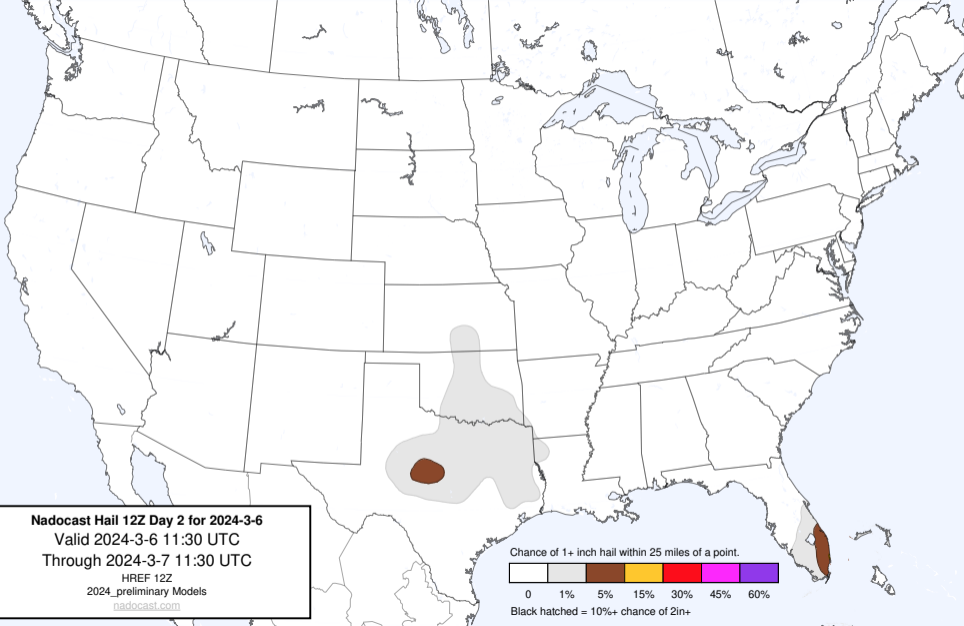 Nadocast Hail 12Z Day 2 for 2024-3-6
Valid 2024-3-6 11:30 UTC
Through 2024-3-7 11:30 UTC
HREF 12Z
2024_preliminary Models
nadocast.com
Chance of 1+ inch hail within 25 miles of a point.
0 1% 5% 15% 30% 45% 60%
Black hatched = 10%+ chance of 2in+